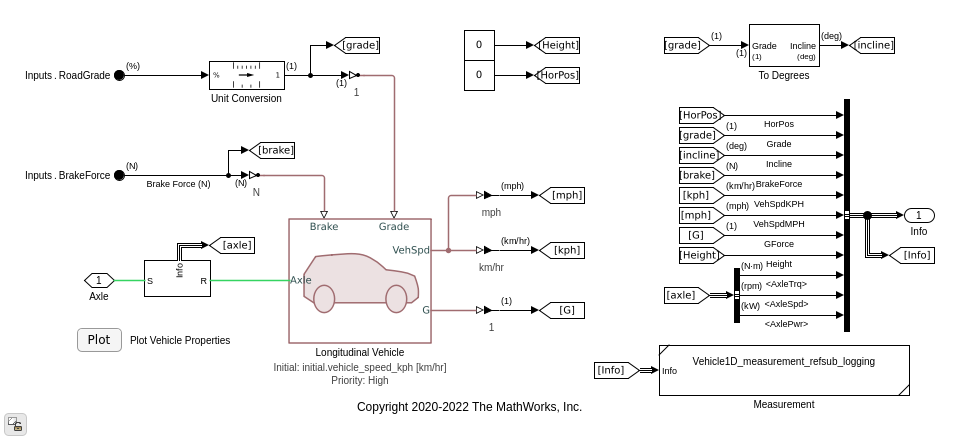 Inputs . RoadGrade
(%)
%
1
Unit Conversion
(1)
[grade]
(1)
1
0
0
[Height]
[HorPos]
[grade]
(1)
(1)
Grade
(1)
Incline
(deg)
(deg)
[incline]
To Degrees
Inputs . BrakeForce
(N)
Brake Force (N)
[brake]
(N)
N
[HorPos]
HorPos
[grade]
(1)
Grade
[incline]
(deg)
Incline
[brake]
(N)
BrakeForce
[kph]
(km/hr)
VehSpdKPH
[mph]
(mph)
VehSpdMPH
[G]
(1)
GForce
[Height]
Height
[axle]
(N·m)
<AxleTrq>
(rpm)
<AxleSpd>
(kW)
<AxlePwr>
1
Info
[Info]
[axle]
Info
1
Axle
S
R
Brake
Grade
VehSpd
Axle
G
(mph)
[mph]
mph
(km/hr)
[kph]
km/hr
(1)
[G]
1
Plot
Plot Vehicle Properties
Longitudinal Vehicle
Initial: initial.vehicle_speed_kph [km/hr]
Priority: High
[Info]
Info
Vehicle1D_measurement_refsub_logging
Measurement
Copyright 2020-2022 The MathWorks, Inc.